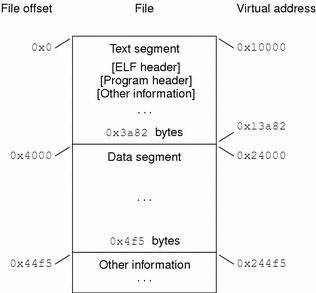 File offset File Virtual address
0x0 Text segment 0x10000
[ELF header]
[Program header]
[Other information]
...
0x3a82 bytes 0x13a82
0x4000 Data segment 0x24000
...
0x4f5 bytes
0x44f5 Other information 0x244f5
...